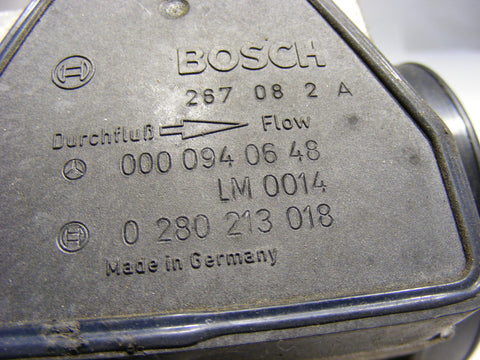 BOSCH
267 08 2 A
Durchfluß Flow
000 094 06 48
LM 0014
0 280 213 018
Made in Germany